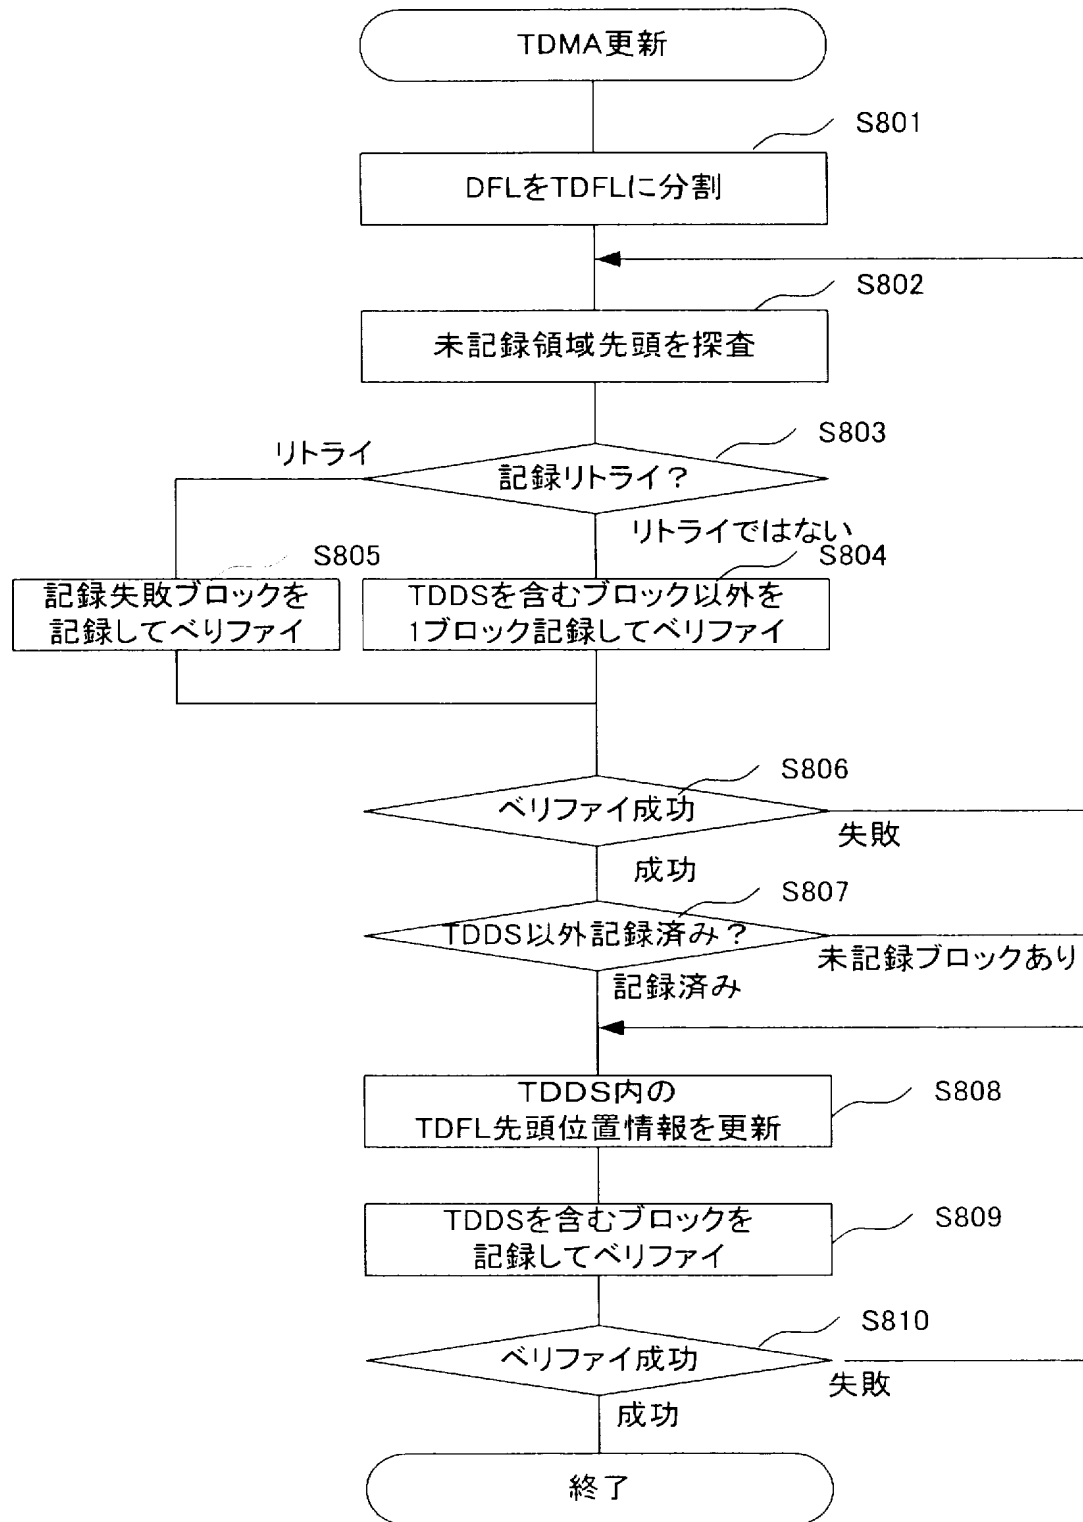 TDMA更新
S801
DFLをTDFLに分割
S802
未記録領域先頭を探査
S803
リトライ
記録リトライ？
リトライではない
S805
S804
記録失敗ブロックを
記録してベリファイ
TDDSを含むブロック以外を
1ブロック記録してベリファイ
S806
ベリファイ成功
失敗
成功
S807
TDDS以外記録済み？
未記録ブロックあり
記録済み
S808
TDDS内の
TDFL先頭位置情報を更新
S809
TDDSを含むブロックを
記録してベリファイ
S810
ベリファイ成功
失敗
成功
終了